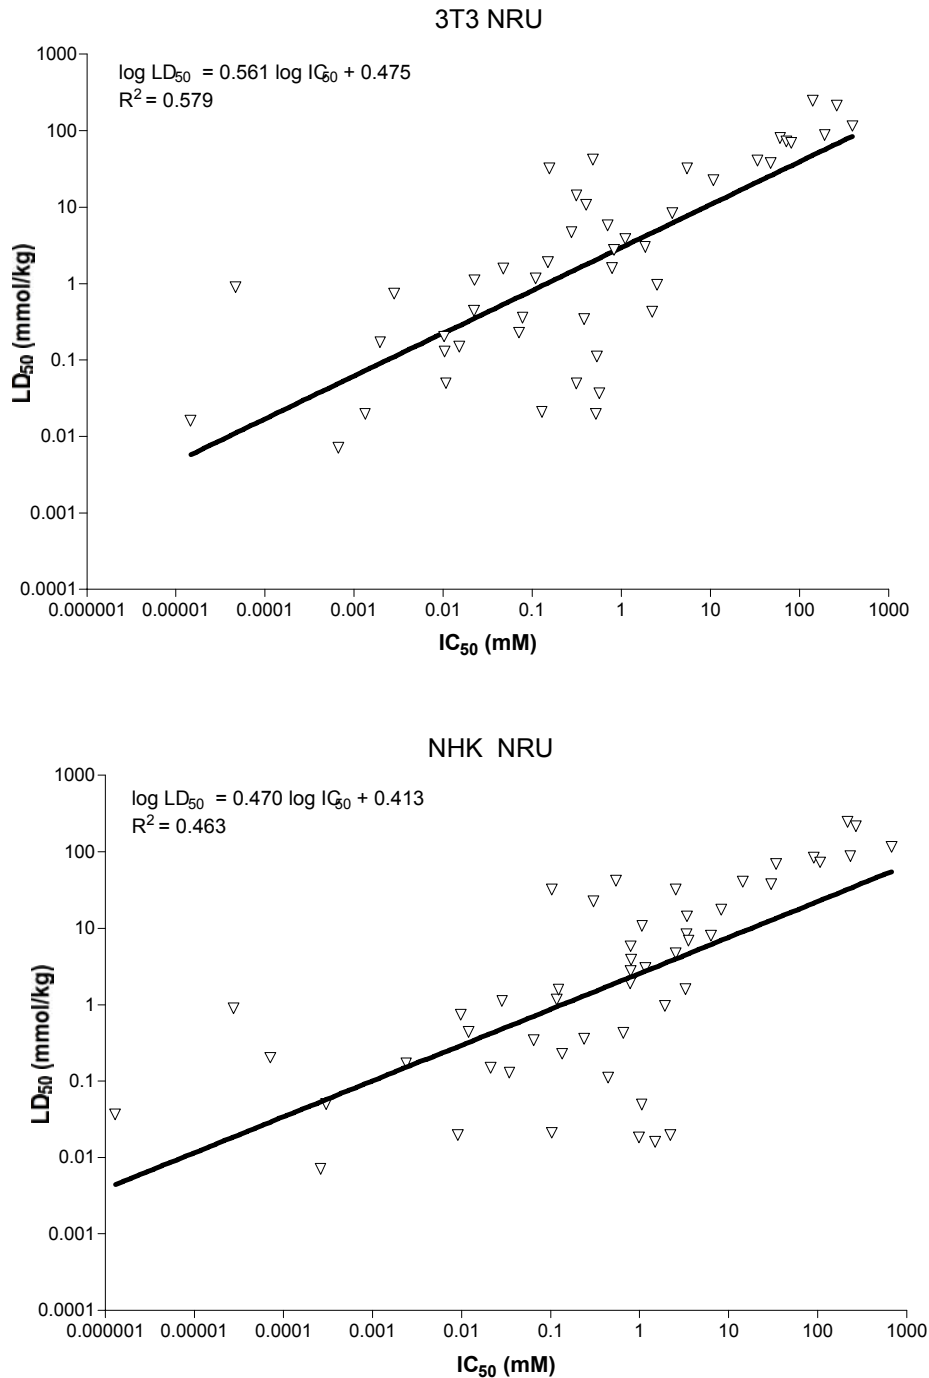 3T3 NRU
1000
log LD50 = 0.561 log IC50 + 0.475
R2 = 0.579
100
10
1
0.1
0.01
0.001
0.0001
LD50 (mmol/kg)
0.000001 0.00001 0.0001 0.001 0.01 0.1 1 10 100 1000
IC50 (mM)
NHK NRU
1000
log LD50 = 0.470 log IC50 + 0.413
R2 = 0.463
100
10
1
0.1
0.01
0.001
0.0001
LD50 (mmol/kg)
0.000001 0.00001 0.0001 0.001 0.01 0.1 1 10 100 1000
IC50 (mM)